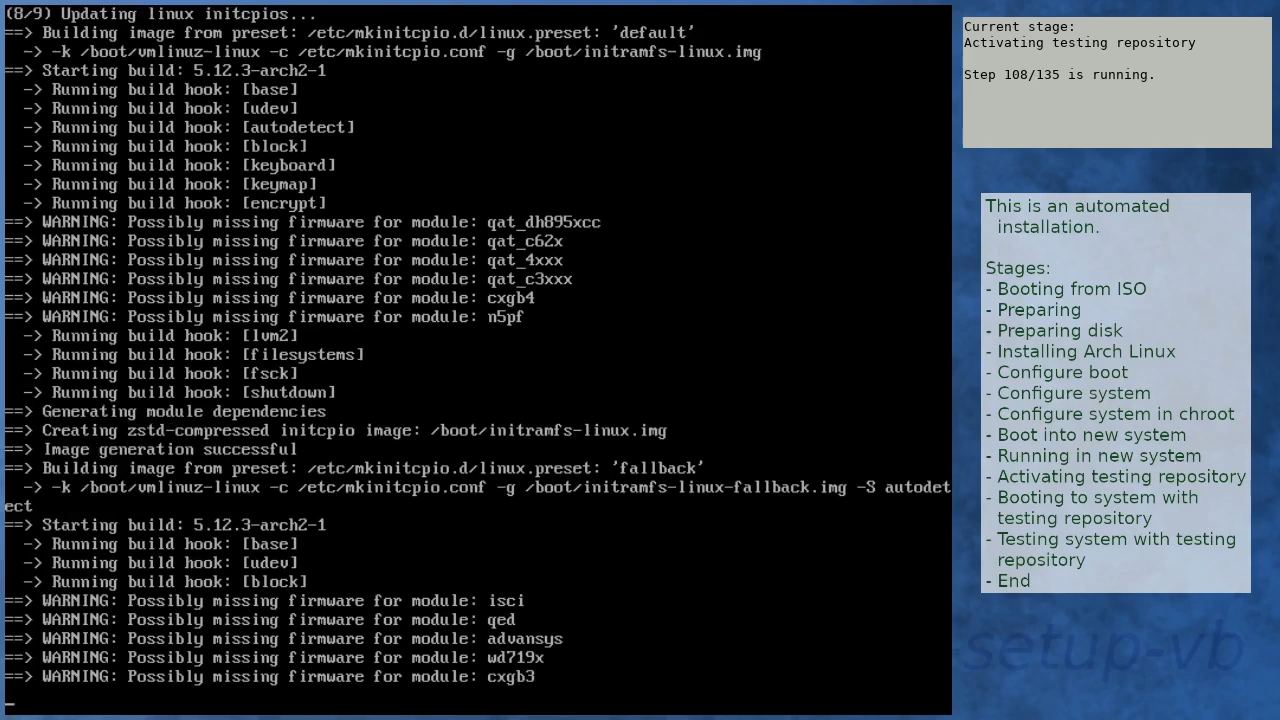 (8/9) Updating linux initcpios...
==> Building image from preset: /etc/mkinitcpio.d/linux.preset: 'default'
  -> -k /boot/vmlinuz-linux -c /etc/mkinitcpio.conf -g /boot/initramfs-linux.img
==> Starting build: 5.12.3-arch2-1
  -> Running build hook: [base]
  -> Running build hook: [udev]
  -> Running build hook: [autodetect]
  -> Running build hook: [block]
  -> Running build hook: [keyboard]
  -> Running build hook: [keymap]
  -> Running build hook: [encrypt]
==> WARNING: Possibly missing firmware for module: qat_dh895xcc
==> WARNING: Possibly missing firmware for module: qat_c62x
==> WARNING: Possibly missing firmware for module: qat_4xxx
==> WARNING: Possibly missing firmware for module: qat_c3xxx
==> WARNING: Possibly missing firmware for module: cxgb4
==> WARNING: Possibly missing firmware for module: n5pf
  -> Running build hook: [lvm2]
  -> Running build hook: [filesystems]
  -> Running build hook: [fsck]
  -> Running build hook: [shutdown]
==> Generating module dependencies
==> Creating zstd-compressed initcpio image: /boot/initramfs-linux.img
==> Image generation successful
==> Building image from preset: /etc/mkinitcpio.d/linux.preset: 'fallback'
  -> -k /boot/vmlinuz-linux -c /etc/mkinitcpio.conf -g /boot/initramfs-linux-fallback.img -S autodet
ect
==> Starting build: 5.12.3-arch2-1
  -> Running build hook: [base]
  -> Running build hook: [udev]
  -> Running build hook: [block]
==> WARNING: Possibly missing firmware for module: isci
==> WARNING: Possibly missing firmware for module: qed
==> WARNING: Possibly missing firmware for module: advansys
==> WARNING: Possibly missing firmware for module: wd719x
==> WARNING: Possibly missing firmware for module: cxgb3
_
Current stage:
Activating testing repository
Step 108/135 is running.
This is an automated
installation.
Stages:
- Booting from ISO
- Preparing
- Preparing disk
- Installing Arch Linux
- Configure boot
- Configure system
- Configure system in chroot
- Boot into new system
- Running in new system
- Activating testing repository
- Booting to system with
testing repository
- Testing system with testing
repository
- End
setup-vb